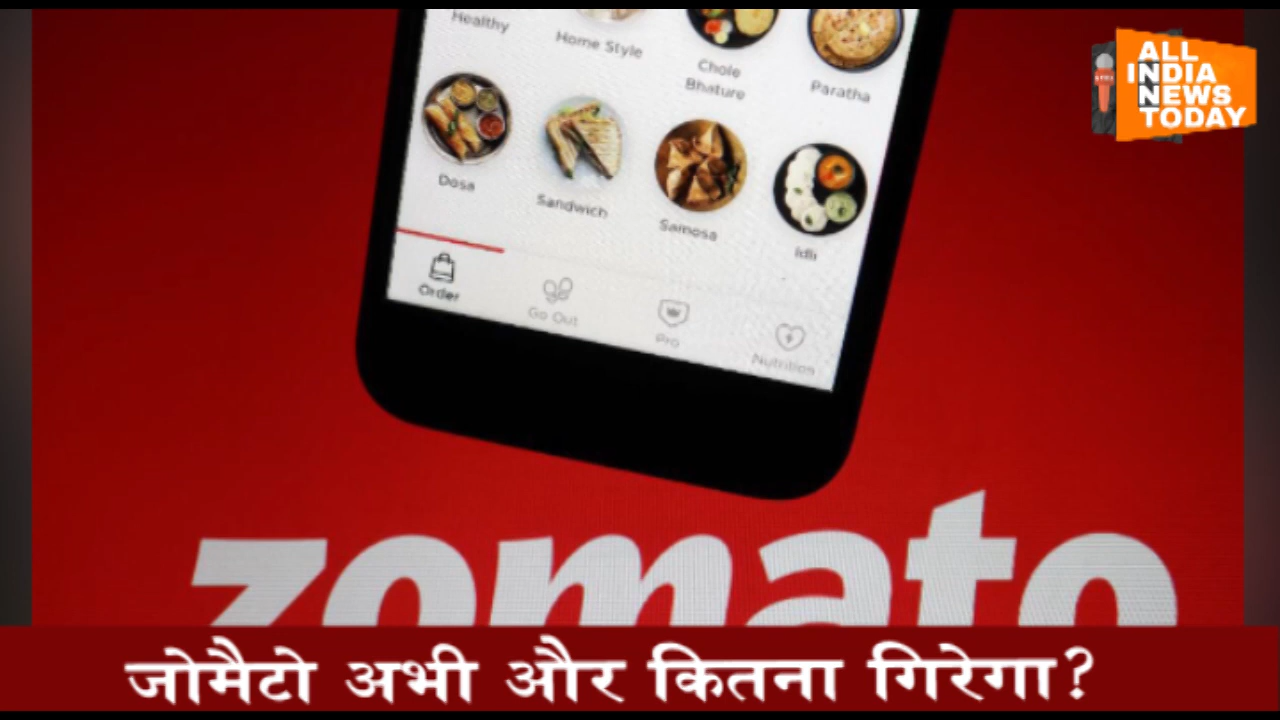 Healthy
Home Style
Chole
Bhature
Paratha
Dosa
Sandwich
Samosa
Idli
Order
Go Out
Pro
Nutrition
ALL
INDIA
NEWS
TODAY
zomato
जोमैटो अभी और कितना गिरेगा?